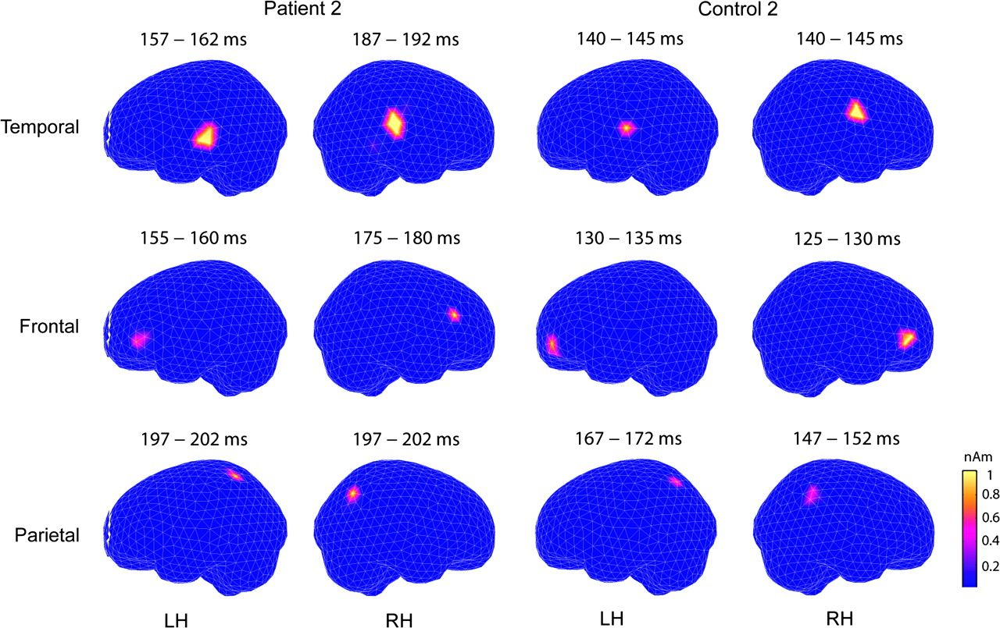 Patient 2 Control 2
157 – 162 ms 187 – 192 ms 140 – 145 ms 140 – 145 ms
Temporal
155 – 160 ms 175 – 180 ms 130 – 135 ms 125 – 130 ms
Frontal
197 – 202 ms 197 – 202 ms 167 – 172 ms 147 – 152 ms
nAm
1
0.8
0.6
0.4
0.2
Parietal
LH RH LH RH